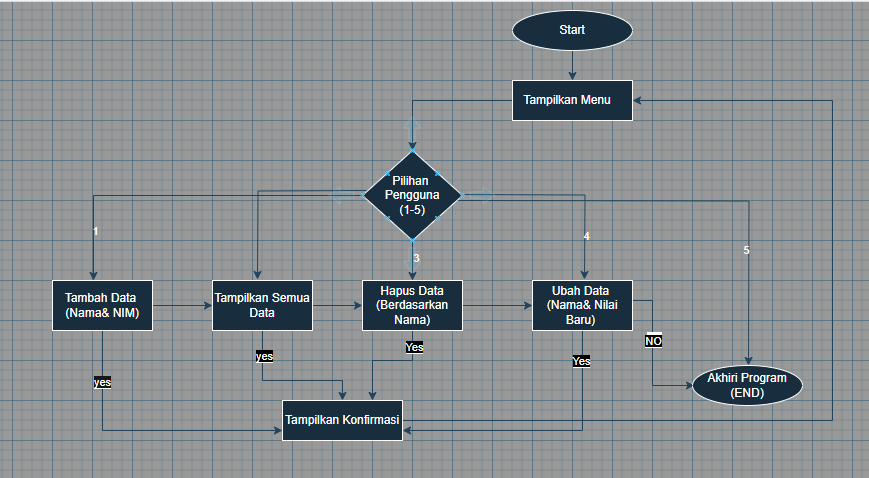 Start
Tampilkan Menu
Pilihan
Pengguna
(1-5)
1
3
4
5
Tambah Data
(Nama& NIM)
Tampilkan Semua
Data
Hapus Data
(Berdasarkan
Nama)
Ubah Data
(Nama& Nilai
Baru)
yes
yes
Yes
Yes
NO
Akhiri Program
(END)
Tampilkan Konfirmasi